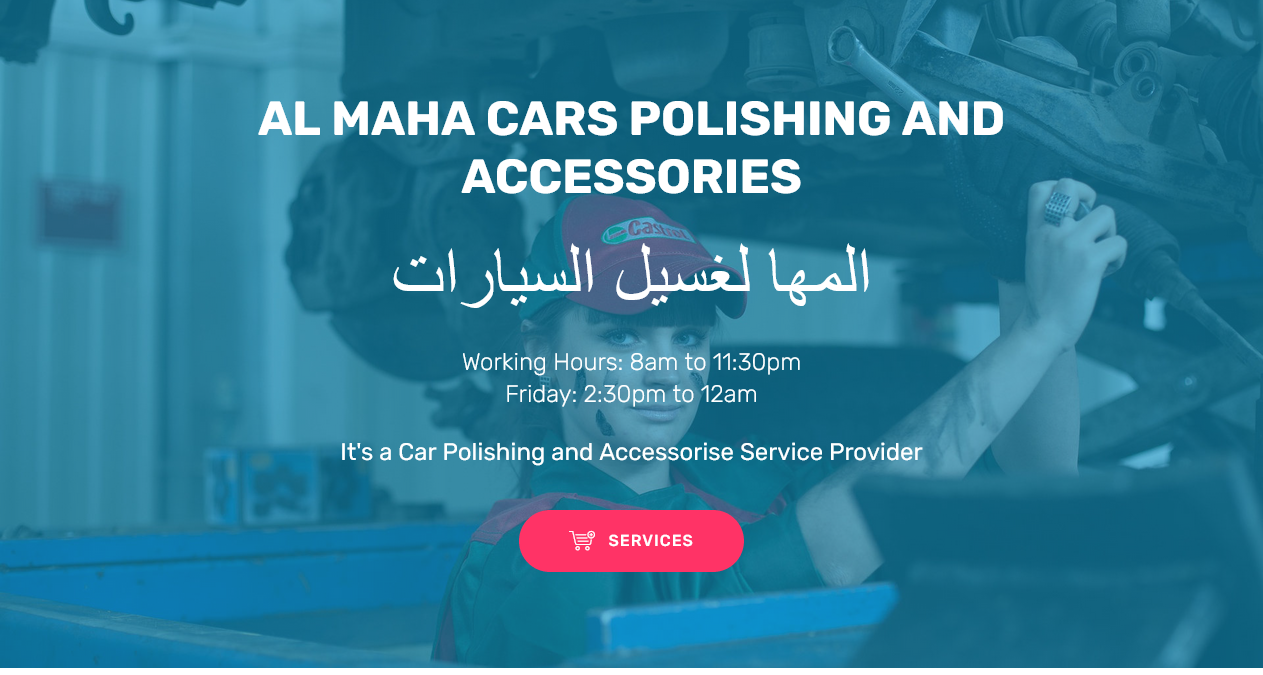 AL MAHA CARS POLISHING AND
ACCESSORIES
Castrol
المها لغسيل السيارات
Working Hours: 8am to 11:30pm
Friday: 2:30pm to 12am
It's a Car Polishing and Accessorise Service Provider
SERVICES